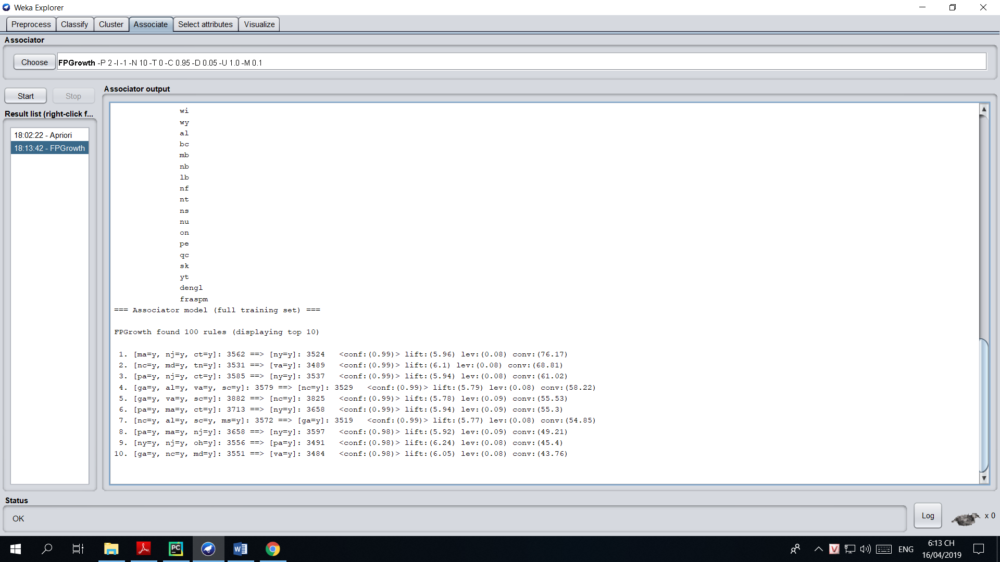 Weka Explorer
Preprocess Classify Cluster Associate Select attributes Visualize
Associator
Choose FPGrowth -P 2 -I -1 -N 10 -T 0 -C 0.95 -D 0.05 -U 1.0 -M 0.1
Start Stop
Associator output
Result list (right-click f...
18:02:22 - Apriori
18:13:42 - FPGrowth
wi
wy
al
bc
mb
nb
lb
nf
nt
ns
nu
on
pe
qc
sk
yt
dengl
fraspm
=== Associator model (full training set) ===
FPGrowth found 100 rules (displaying top 10)
1. [ma=y, nj=y, ct=y]: 3562 ==> [ny=y]: 3524 <conf:(0.99)> lift:(5.96) lev:(0.08) conv:(76.17)
2. [nc=y, md=y, tn=y]: 3531 ==> [va=y]: 3489 <conf:(0.99)> lift:(6.1) lev:(0.08) conv:(68.81)
3. [pa=y, nj=y, ct=y]: 3585 ==> [ny=y]: 3537 <conf:(0.99)> lift:(5.94) lev:(0.08) conv:(61.02)
4. [ga=y, al=y, va=y, sc=y]: 3579 ==> [nc=y]: 3529 <conf:(0.99)> lift:(5.79) lev:(0.08) conv:(58.22)
5. [ga=y, va=y, sc=y]: 3882 ==> [nc=y]: 3825 <conf:(0.99)> lift:(5.78) lev:(0.09) conv:(55.53)
6. [pa=y, ma=y, ct=y]: 3713 ==> [ny=y]: 3658 <conf:(0.99)> lift:(5.94) lev:(0.09) conv:(55.3)
7. [nc=y, al=y, sc=y, ms=y]: 3572 ==> [ga=y]: 3519 <conf:(0.99)> lift:(5.77) lev:(0.08) conv:(54.85)
8. [pa=y, ma=y, nj=y]: 3658 ==> [ny=y]: 3597 <conf:(0.98)> lift:(5.92) lev:(0.09) conv:(49.21)
9. [ny=y, nj=y, oh=y]: 3556 ==> [pa=y]: 3491 <conf:(0.98)> lift:(6.24) lev:(0.08) conv:(45.4)
10. [ga=y, nc=y, md=y]: 3551 ==> [va=y]: 3484 <conf:(0.98)> lift:(6.05) lev:(0.08) conv:(43.76)
Status
OK
Log
x 0
PC
W
V
ENG
6:13 CH
16/04/2019